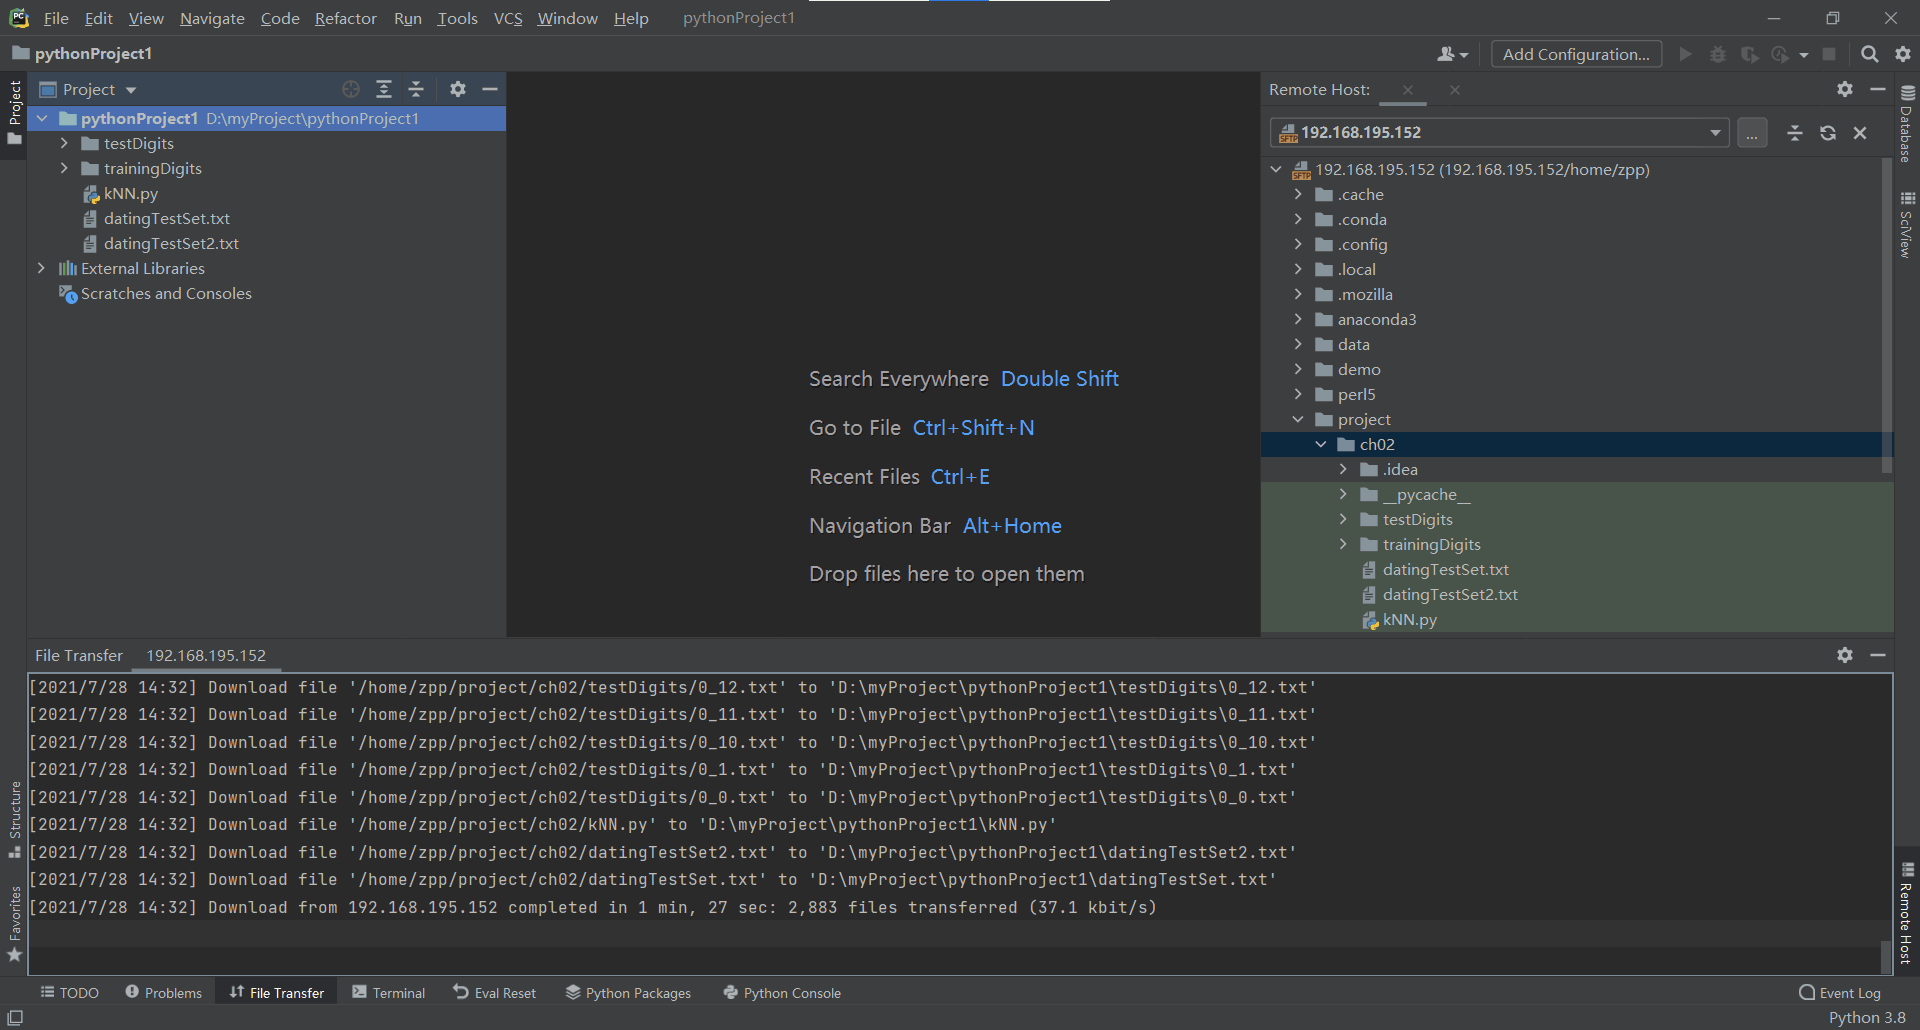 File Edit View Navigate Code Refactor Run Tools VCS Window Help pythonProject1
pythonProject1
Add Configuration...
Project
Project
pythonProject1 D:\myProject\pythonProject1
testDigits
trainingDigits
kNN.py
datingTestSet.txt
datingTestSet2.txt
External Libraries
Scratches and Consoles
Search Everywhere Double Shift
Go to File Ctrl+Shift+N
Recent Files Ctrl+E
Navigation Bar Alt+Home
Drop files here to open them
Remote Host:
192.168.195.152
...
192.168.195.152 (192.168.195.152/home/zpp)
.cache
.conda
.config
.local
.mozilla
anaconda3
data
demo
perl5
project
ch02
.idea
__pycache__
testDigits
trainingDigits
datingTestSet.txt
datingTestSet2.txt
kNN.py
Database
SciView
File Transfer 192.168.195.152
[2021/7/28 14:32] Download file '/home/zpp/project/ch02/testDigits/0_12.txt' to 'D:\myProject\pythonProject1\testDigits\0_12.txt'
[2021/7/28 14:32] Download file '/home/zpp/project/ch02/testDigits/0_11.txt' to 'D:\myProject\pythonProject1\testDigits\0_11.txt'
[2021/7/28 14:32] Download file '/home/zpp/project/ch02/testDigits/0_10.txt' to 'D:\myProject\pythonProject1\testDigits\0_10.txt'
[2021/7/28 14:32] Download file '/home/zpp/project/ch02/testDigits/0_1.txt' to 'D:\myProject\pythonProject1\testDigits\0_1.txt'
[2021/7/28 14:32] Download file '/home/zpp/project/ch02/testDigits/0_0.txt' to 'D:\myProject\pythonProject1\testDigits\0_0.txt'
[2021/7/28 14:32] Download file '/home/zpp/project/ch02/kNN.py' to 'D:\myProject\pythonProject1\kNN.py'
[2021/7/28 14:32] Download file '/home/zpp/project/ch02/datingTestSet2.txt' to 'D:\myProject\pythonProject1\datingTestSet2.txt'
[2021/7/28 14:32] Download file '/home/zpp/project/ch02/datingTestSet.txt' to 'D:\myProject\pythonProject1\datingTestSet.txt'
[2021/7/28 14:32] Download from 192.168.195.152 completed in 1 min, 27 sec: 2,883 files transferred (37.1 kbit/s)
Structure
Favorites
Remote Host
TODO Problems File Transfer Terminal Eval Reset Python Packages Python Console Event Log
Python 3.8